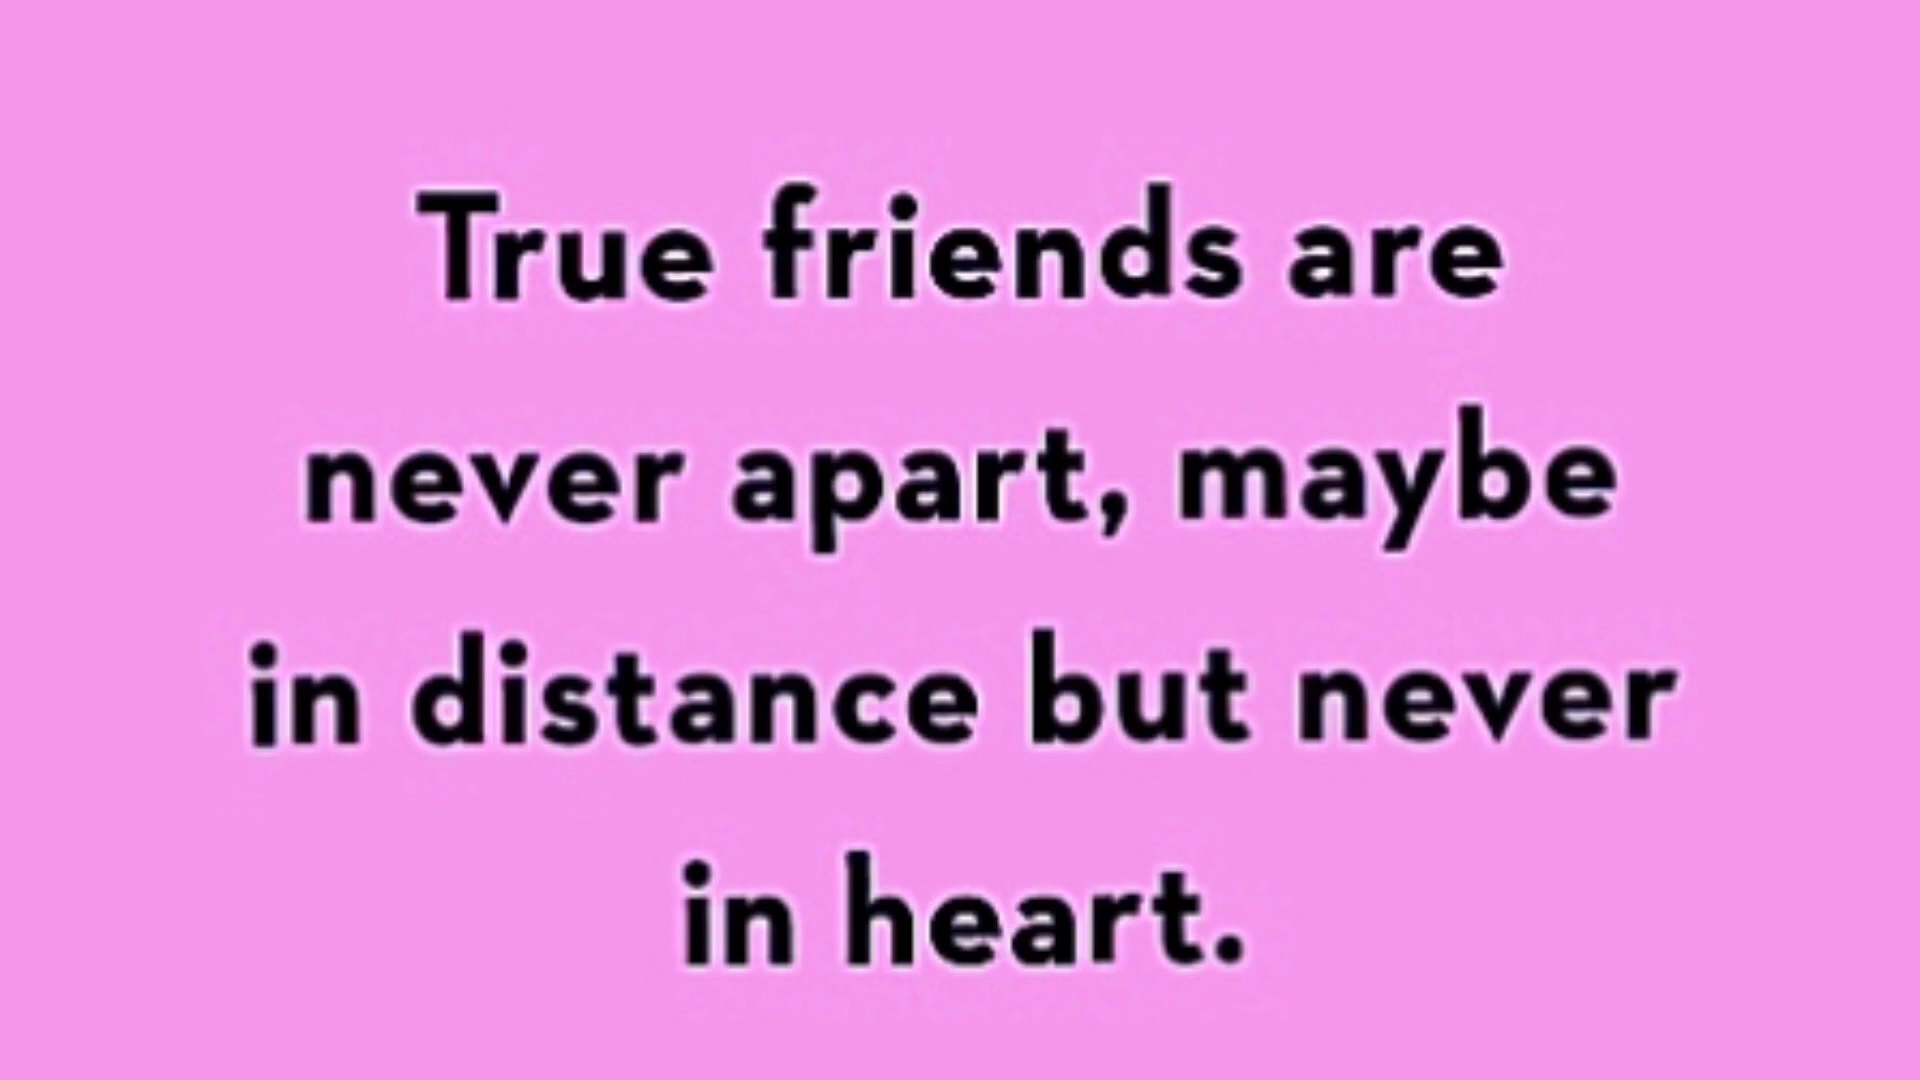 True friends are
never apart, maybe
in distance but never
in heart.